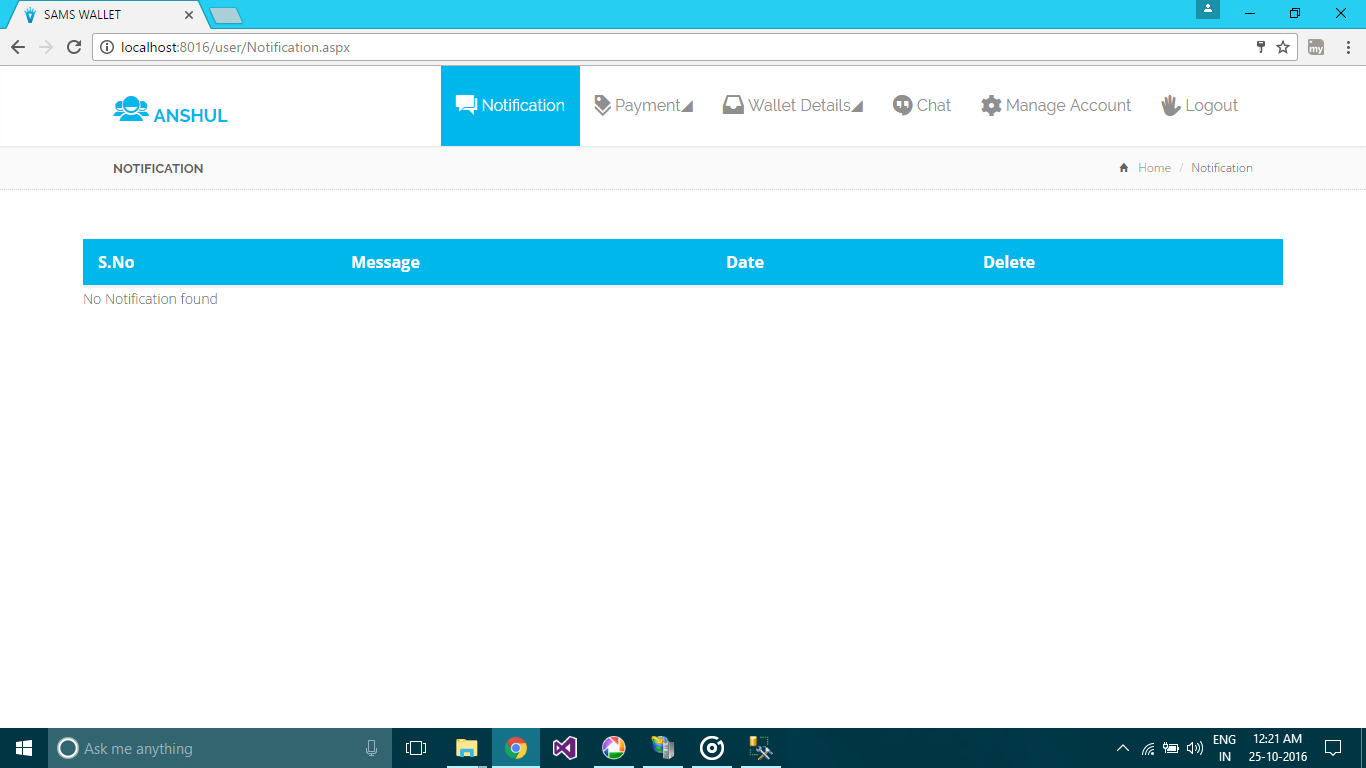 SAMS WALLET
localhost:8016/user/Notification.aspx
my
ANSHUL
Notification
Payment
Wallet Details
Chat
Manage Account
Logout
NOTIFICATION
Home / Notification
S.No Message Date Delete
No Notification found
Ask me anything
ENG
IN
12:21 AM
25-10-2016